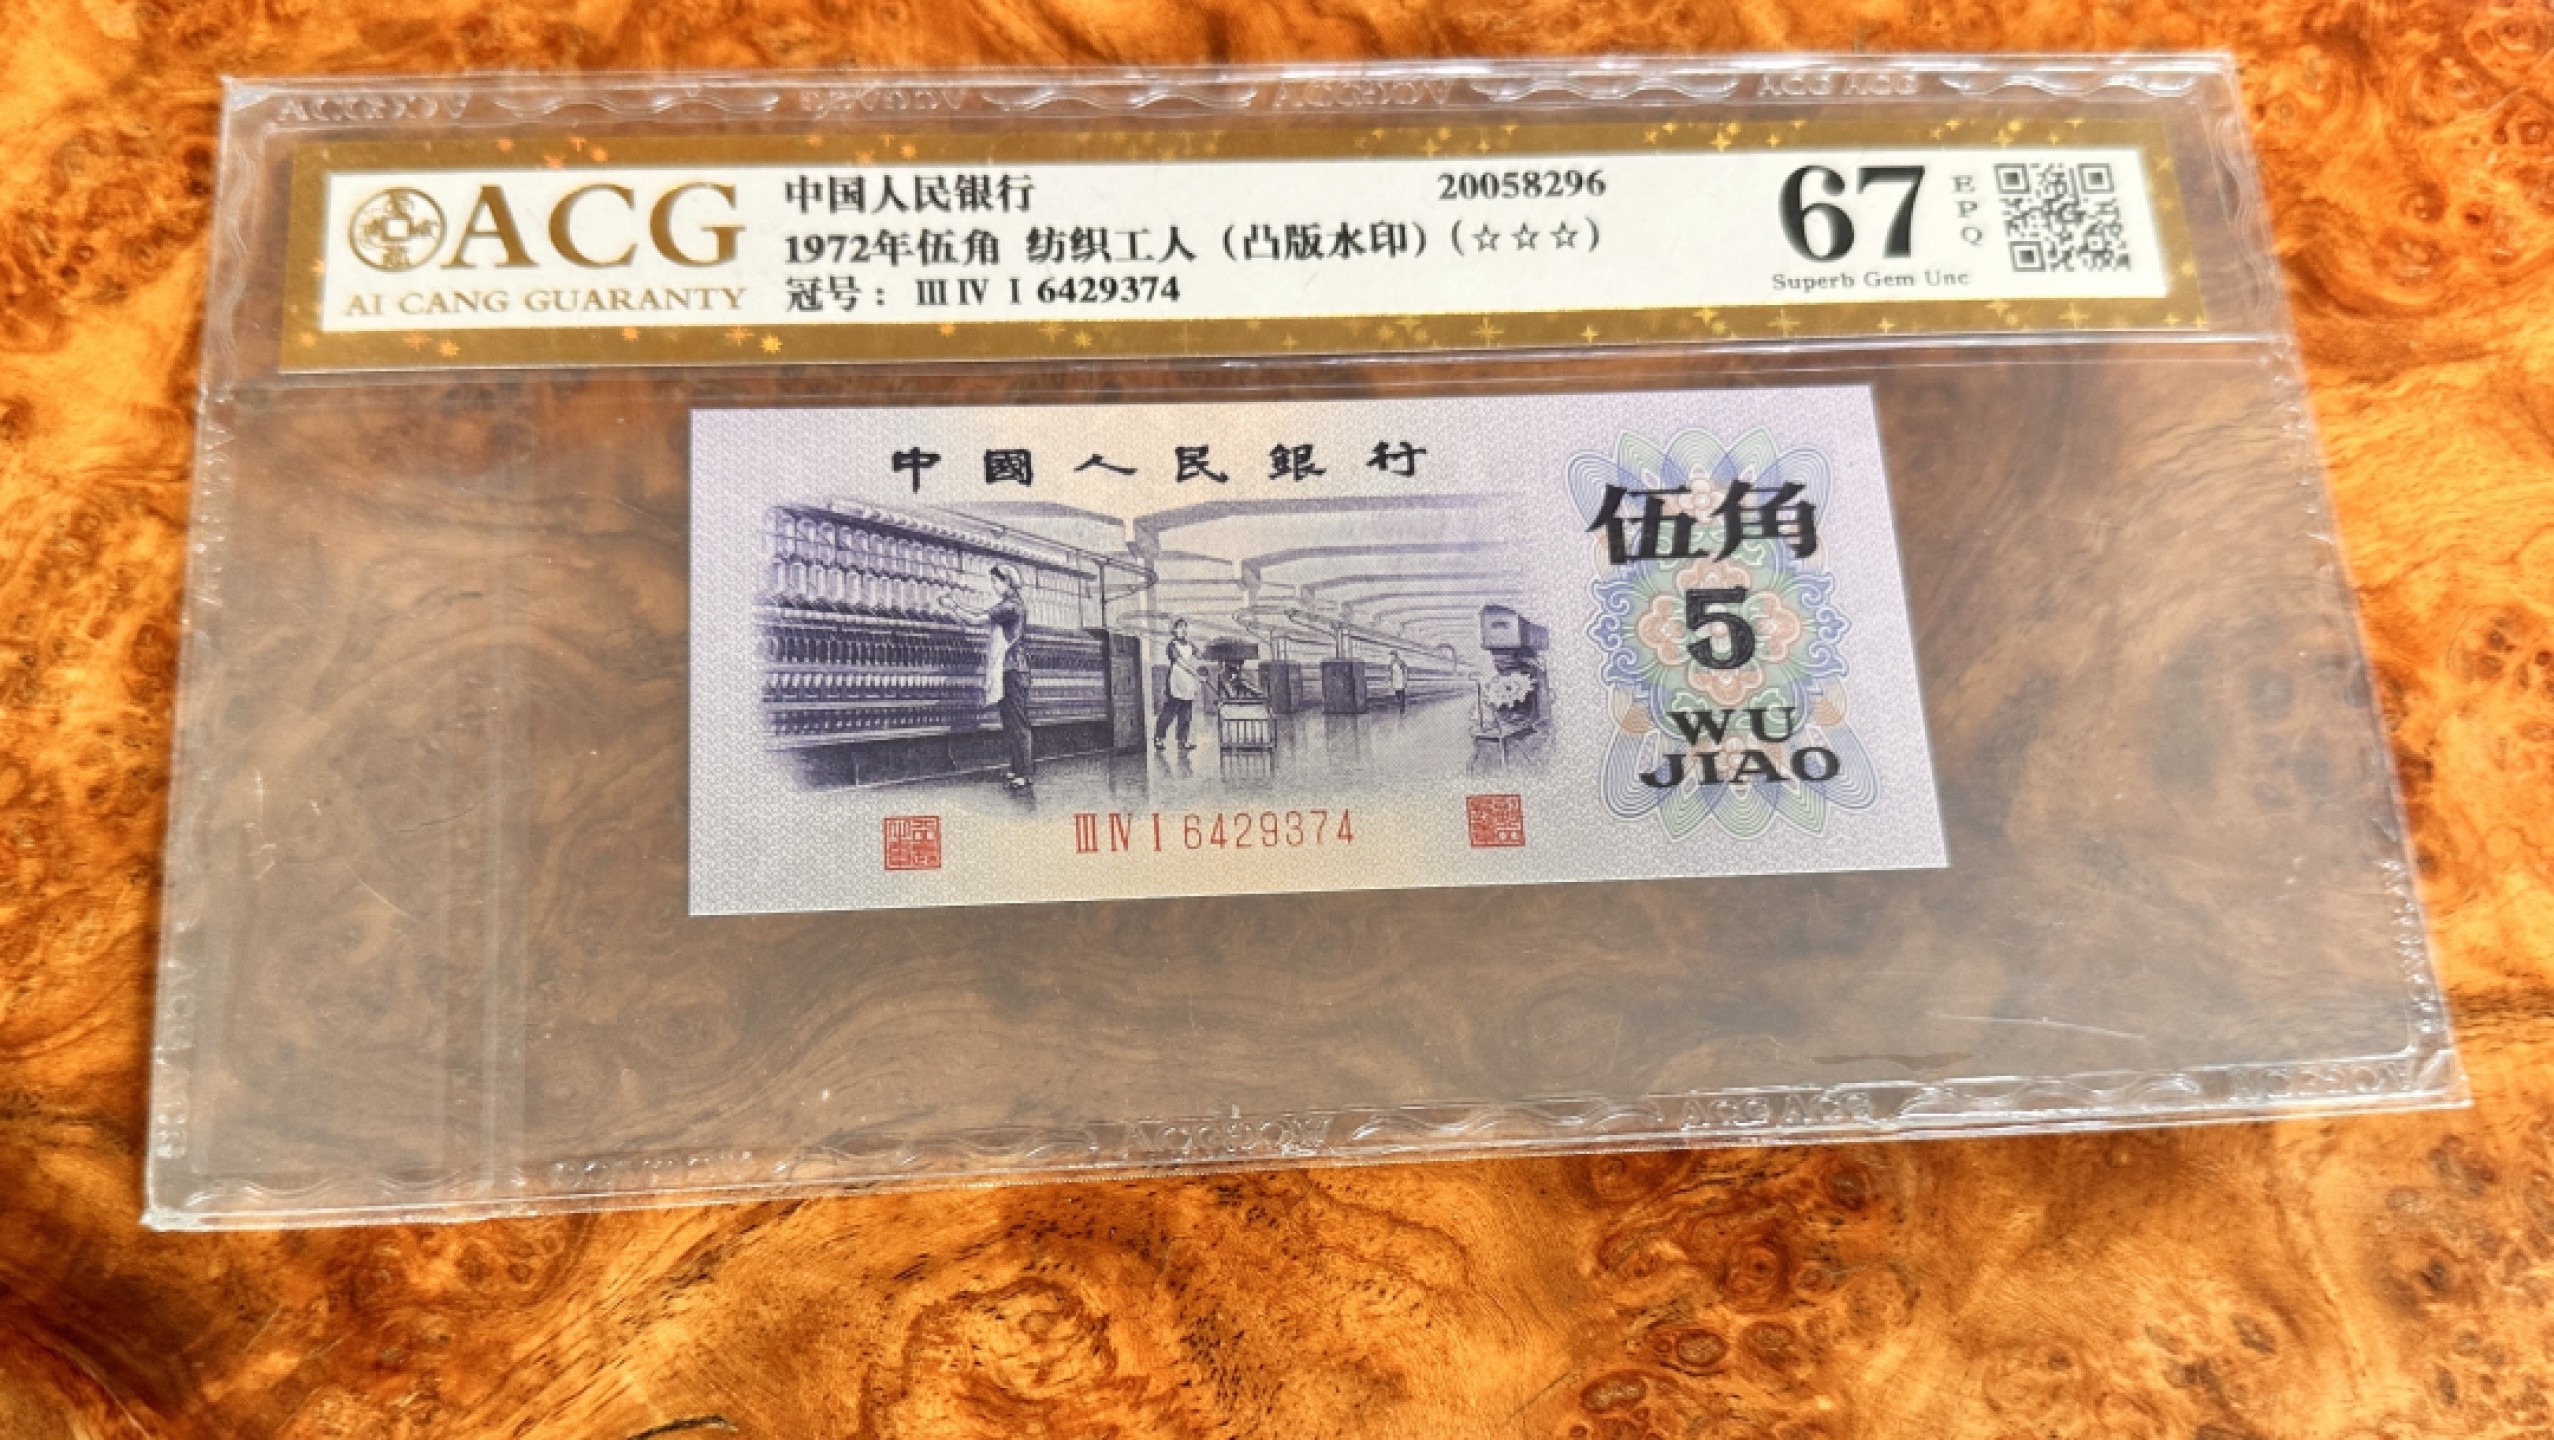 ACG
AI CANG GUARANTY
中国人民银行 20058296
1972年伍角 纺织工人（凸版水印）（☆☆☆）
冠号： Ⅲ Ⅳ Ⅰ 6429374
67
EPQ
Superb Gem Unc
中國人民銀行
伍角
5
WU
JIAO
Ⅲ Ⅳ Ⅰ 6429374
ACG ACG